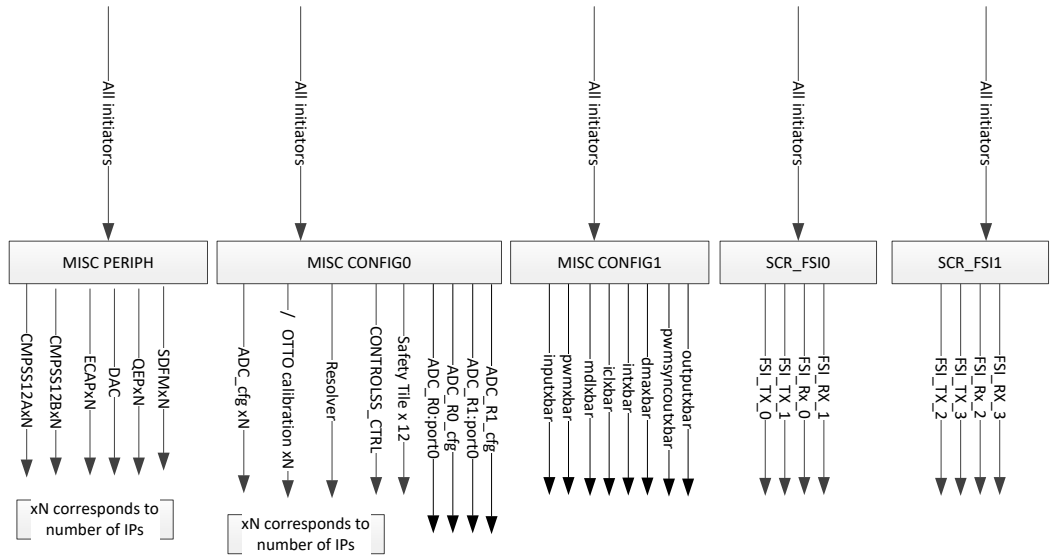 All initiators
All initiators
All initiators
All initiators
All initiators
MISC PERIPH
MISC CONFIG0
MISC CONFIG1
SCR_FSI0
SCR_FSI1
CMPSS12AxN
CMPSS12BxN
ECAPxN
DAC
QEPxN
SDFMxN
ADC_cfg xN
/ OTTO calibration xN
Resolver
CONTROLSS_CTRL
Safety Tile x 12
ADC_R0:port0
ADC_R0_cfg
ADC_R1:port0
ADC_R1_cfg
inputxbar
pwmxbar
mdlxbar
iclxbar
intxbar
dmaxbar
pwmsyncoutxbar
outputxbar
FSI_TX_0
FSI_TX_1
FSI_Rx_0
FSI_RX_1
FSI_TX_2
FSI_TX_3
FSI_Rx_2
FSI_RX_3
xN corresponds to
number of IPs
xN corresponds to
number of IPs